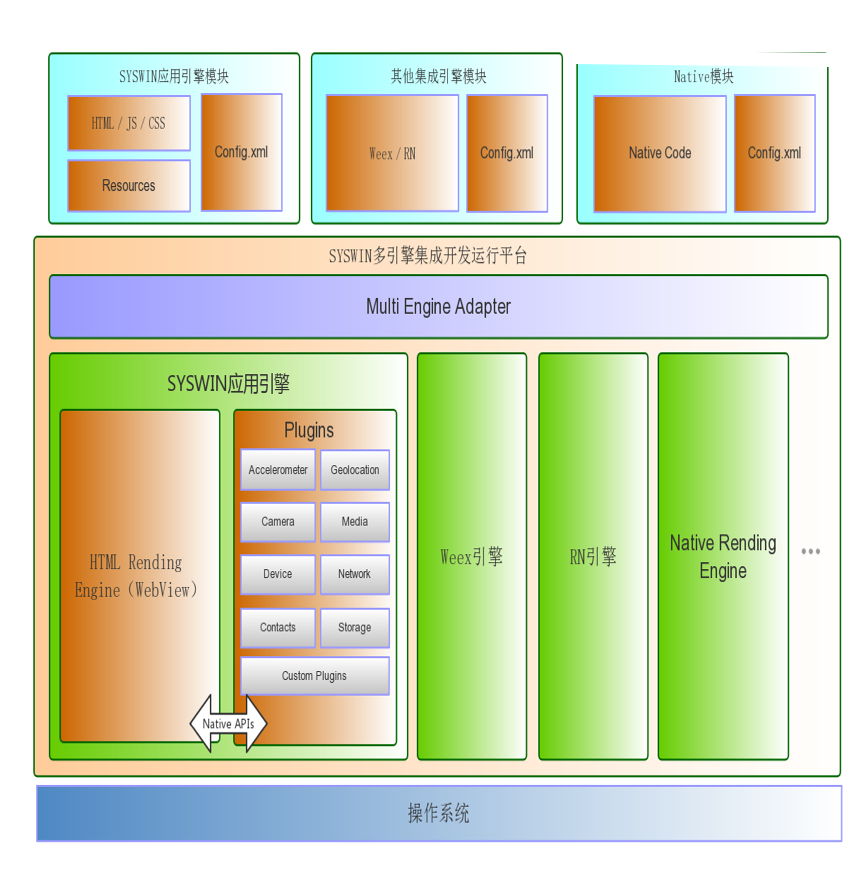 SYSWIN应用引擎模块
HTML / JS / CSS
Resources
Config.xml
其他集成引擎模块
Weex / RN
Config.xml
Native模块
Native Code
Config.xml
SYSWIN多引擎集成开发运行平台
Multi Engine Adapter
SYSWIN应用引擎
HTML Rending
Engine（WebView）
Plugins
Accelerometer
Geolocation
Camera
Media
Device
Network
Contacts
Storage
Custom Plugins
Native APIs
Weex引擎
RN引擎
Native Rending
Engine
•••
操作系统